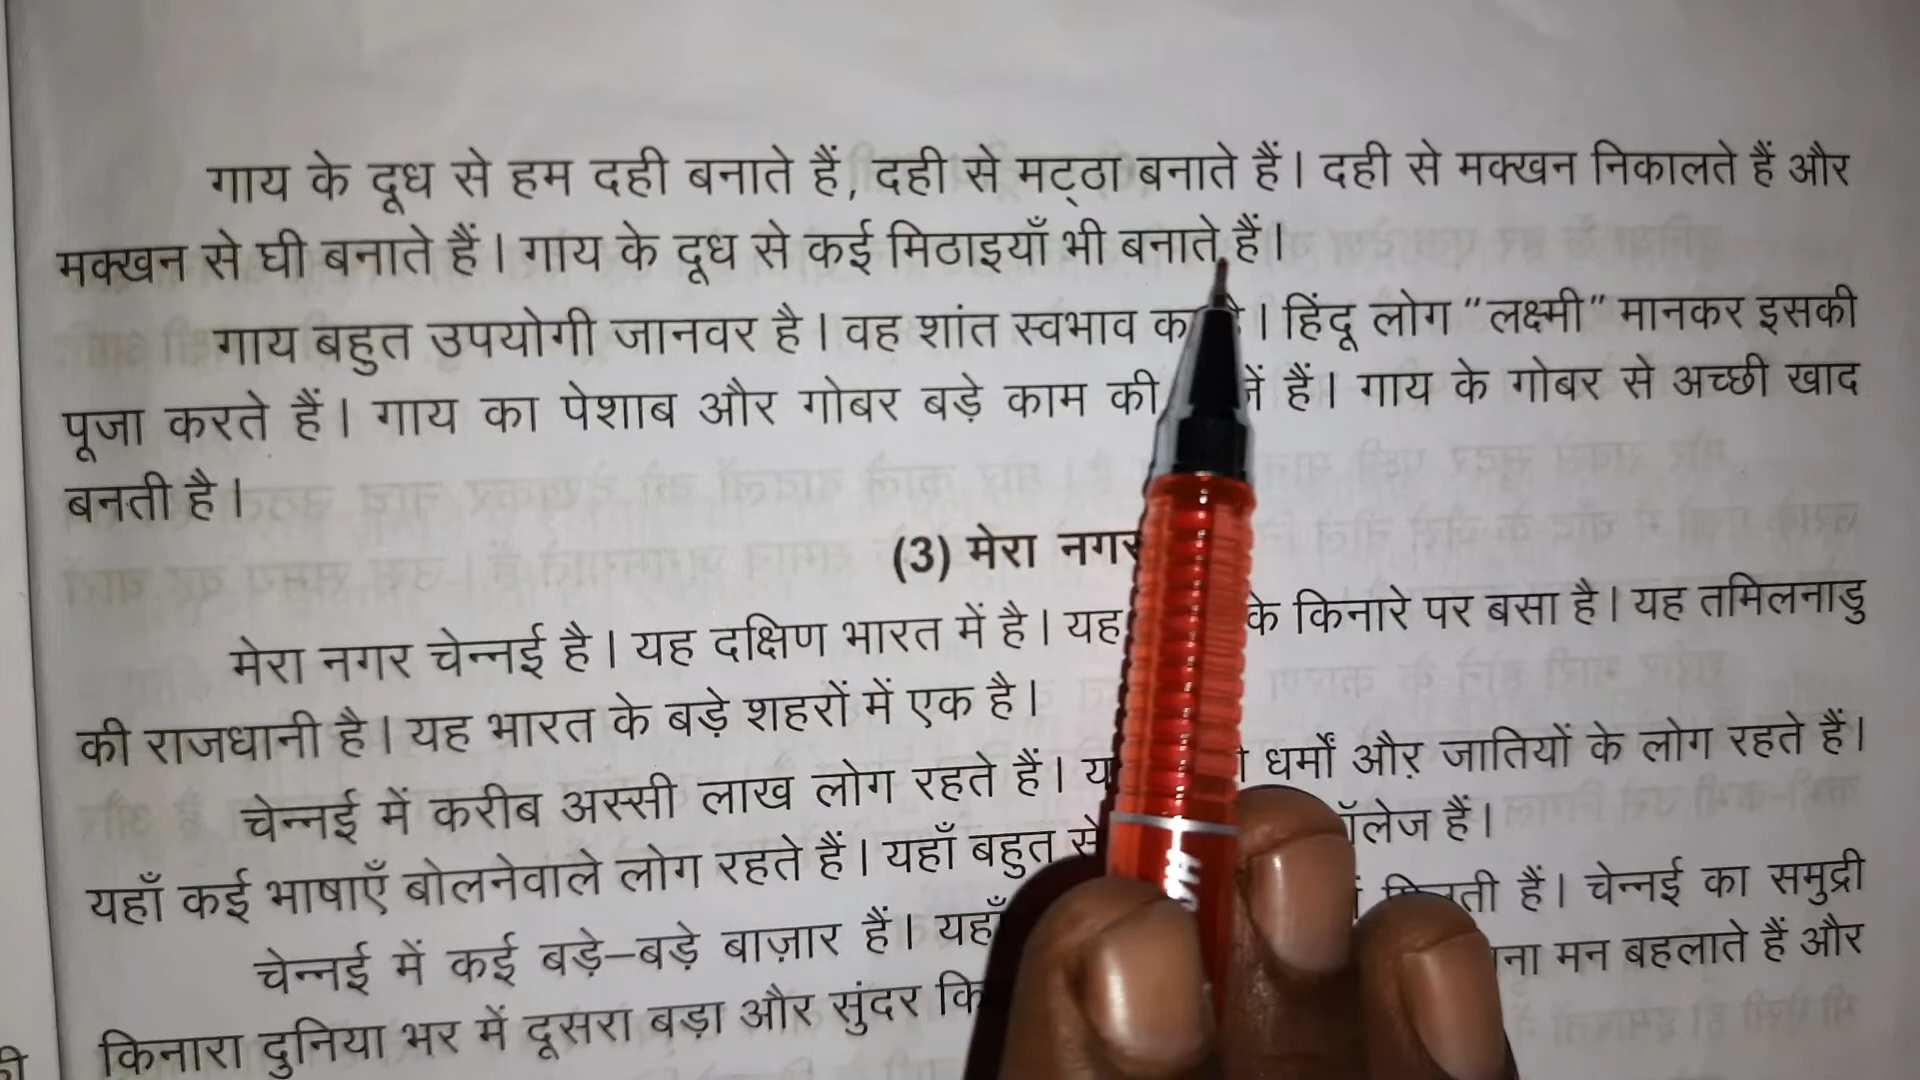 गाय के दूध से हम दही बनाते हैं, दही से मट्‌ठा बनाते हैं। दही से मक्खन निकालते हैं और
मक्खन से घी बनाते हैं। गाय के दूध से कई मिठाइयाँ भी बनाते हैं।
गाय बहुत उपयोगी जानवर है। वह शांत स्वभाव । हिंदू लोग "लक्ष्मी" मानकर इसकी
पूजा करते हैं। गाय का पेशाब और गोबर बड़े काम की हैं। गाय के गोबर से अच्छी खाद
बनती है।
(3) मेरा नगर
मेरा नगर चेन्नई है। यह दक्षिण भारत में है। यह के किनारे पर बसा है। यह तमिलनाडु
की राजधानी है। यह भारत के बड़े शहरों में एक है।
चेन्नई में करीब अस्सी लाख लोग रहते हैं। धर्मों और जातियों के लोग रहते हैं।
यहाँ कई भाषाएँ बोलनेवाले लोग रहते हैं। यहाँ बहुत से हैं।
चेन्नई में कई बड़े-बड़े बाज़ार हैं। यहाँ हैं। चेन्नई का समुद्री
किनारा दुनिया भर में दूसरा बड़ा और सुंदर मन बहलाते हैं और